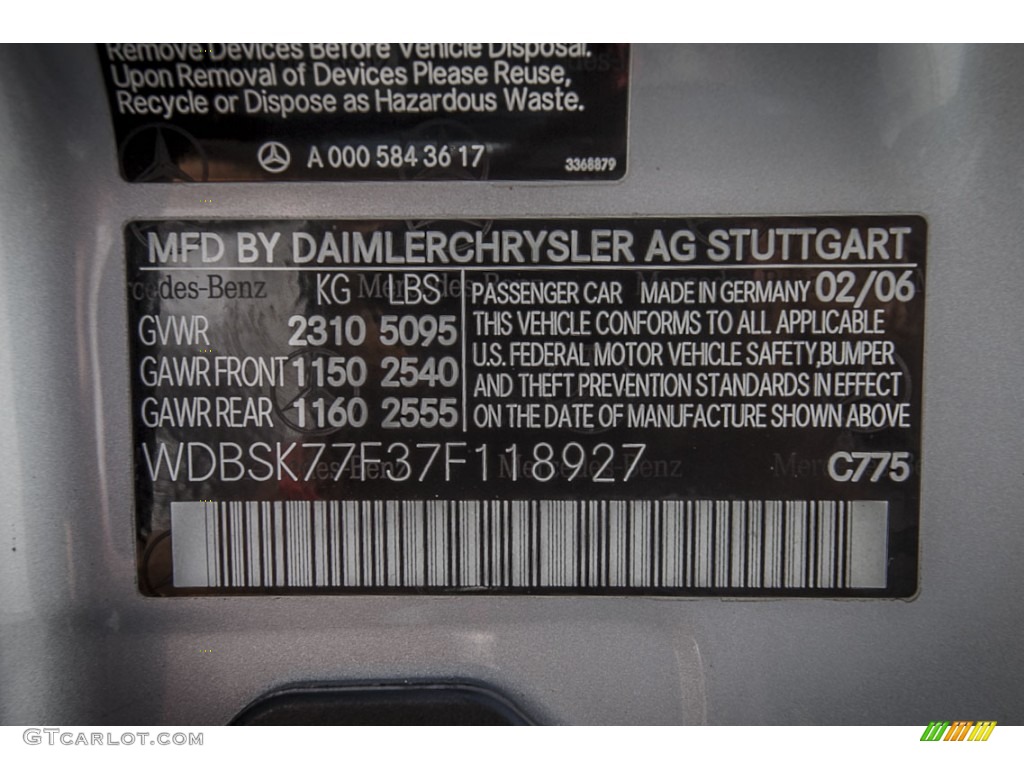 Remove Devices Before Vehicle Disposal.
Upon Removal of Devices Please Reuse,
Recycle or Dispose as Hazardous Waste.
A 000 584 36 17
3368879
MFD BY DAIMLERCHRYSLER AG STUTTGART
KG LBS
GVWR 2310 5095
GAWR FRONT 1150 2540
GAWR REAR 1160 2555
PASSENGER CAR MADE IN GERMANY 02/06
THIS VEHICLE CONFORMS TO ALL APPLICABLE
U.S. FEDERAL MOTOR VEHICLE SAFETY,BUMPER
AND THEFT PREVENTION STANDARDS IN EFFECT
ON THE DATE OF MANUFACTURE SHOWN ABOVE
WDBSK77F37F118927
C775
GTCARLOT.COM